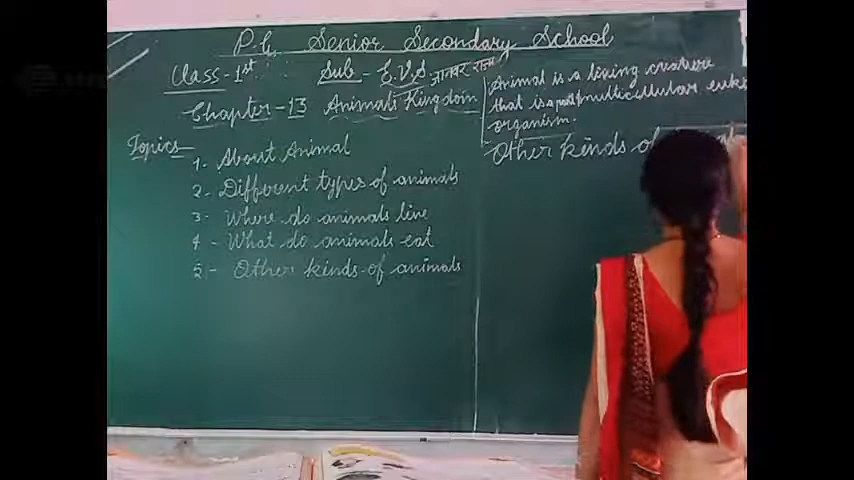 P.G. Senior Secondary School
Class - 1st Sub - E.V.S जानवर राज्य
Chapter - 13 Animals Kingdom
Topics -
1 - About Animal
2 - Different types of animals
3 - Where do animals live
4 - What do animals eat
5 - Other kinds of animals
Animal is a living creature
that is a multicellular
organism.
Other kinds of